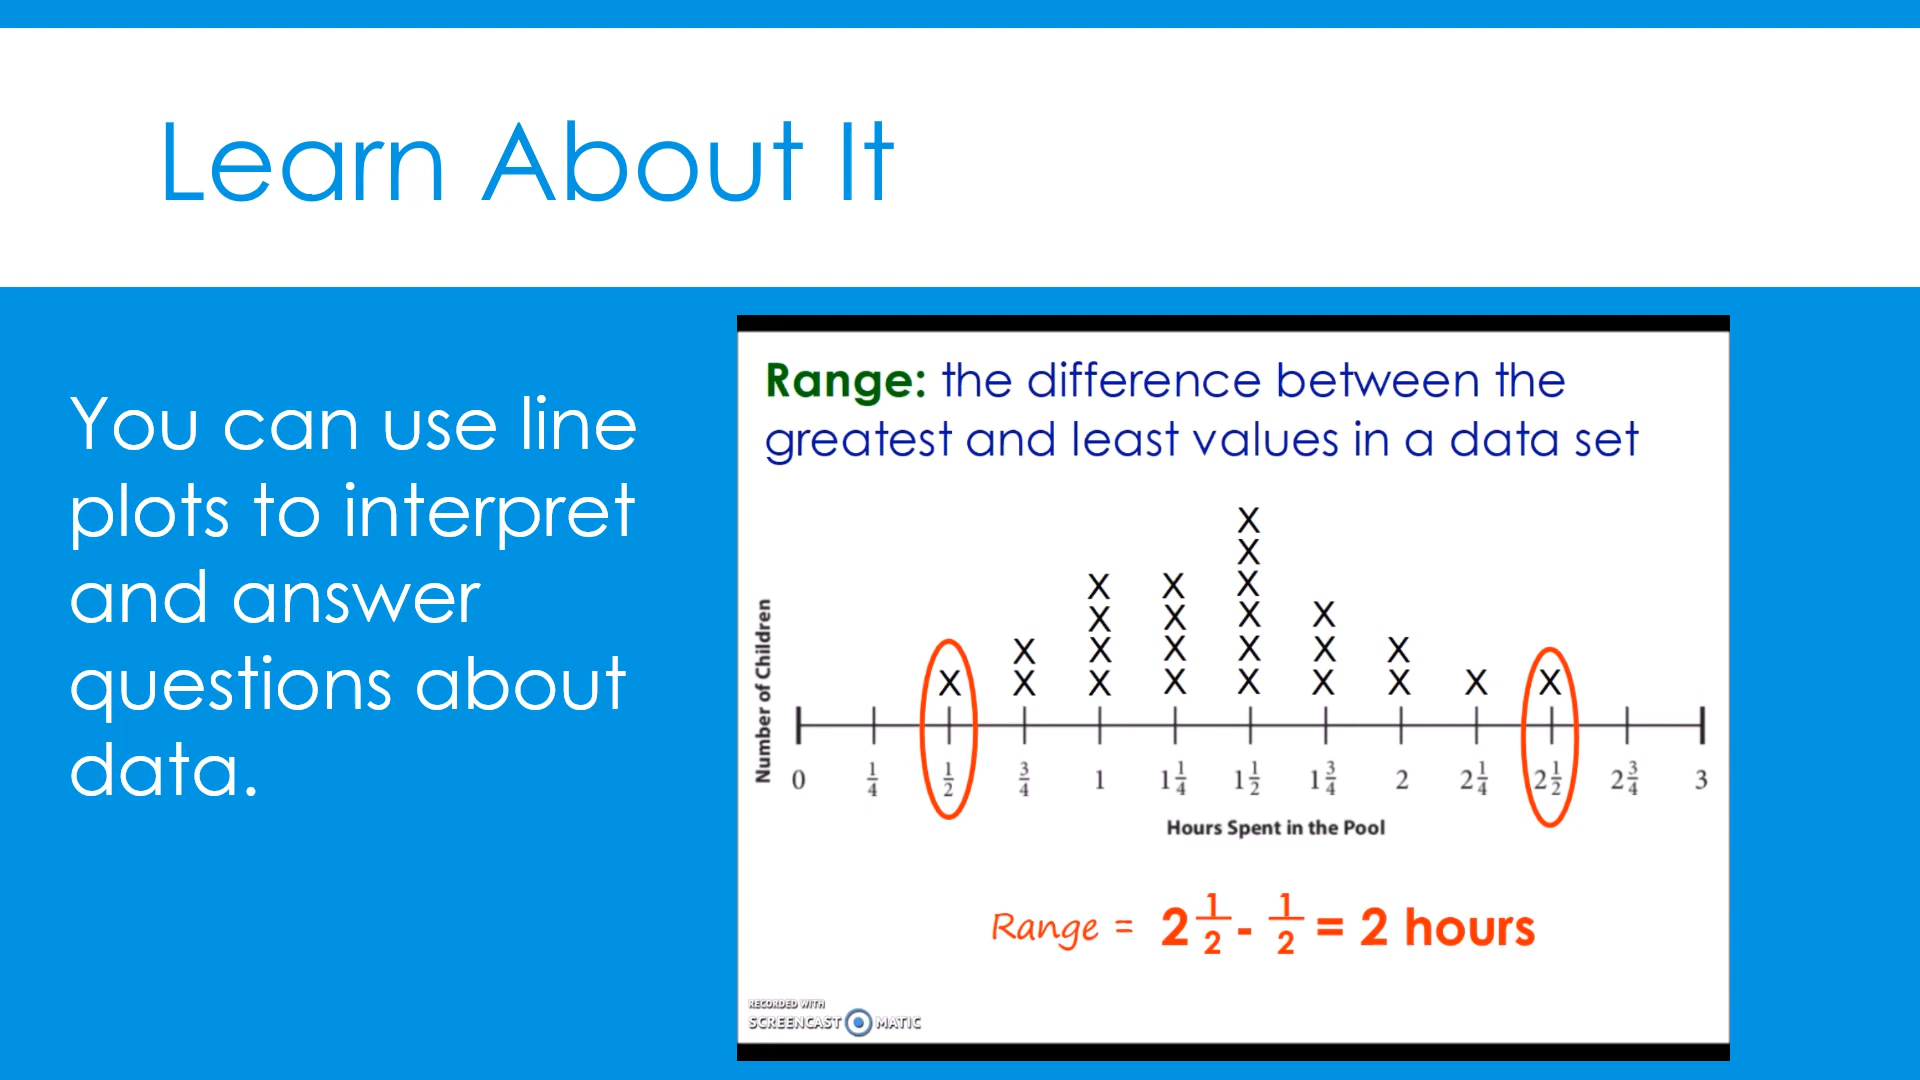 Learn About It
You can use line
plots to interpret
and answer
questions about
data.
Range: the difference between the
greatest and least values in a data set
X
X
X X X
X X X X
X X X X X X
X X X X X X X X X
Number of Children
0 1/4 1/2 3/4 1 1 1/4 1 1/2 1 3/4 2 2 1/4 2 1/2 2 3/4 3
Hours Spent in the Pool
Range = 2 1/2 - 1/2 = 2 hours
RECORDED WITH
SCREENCAST MATIC